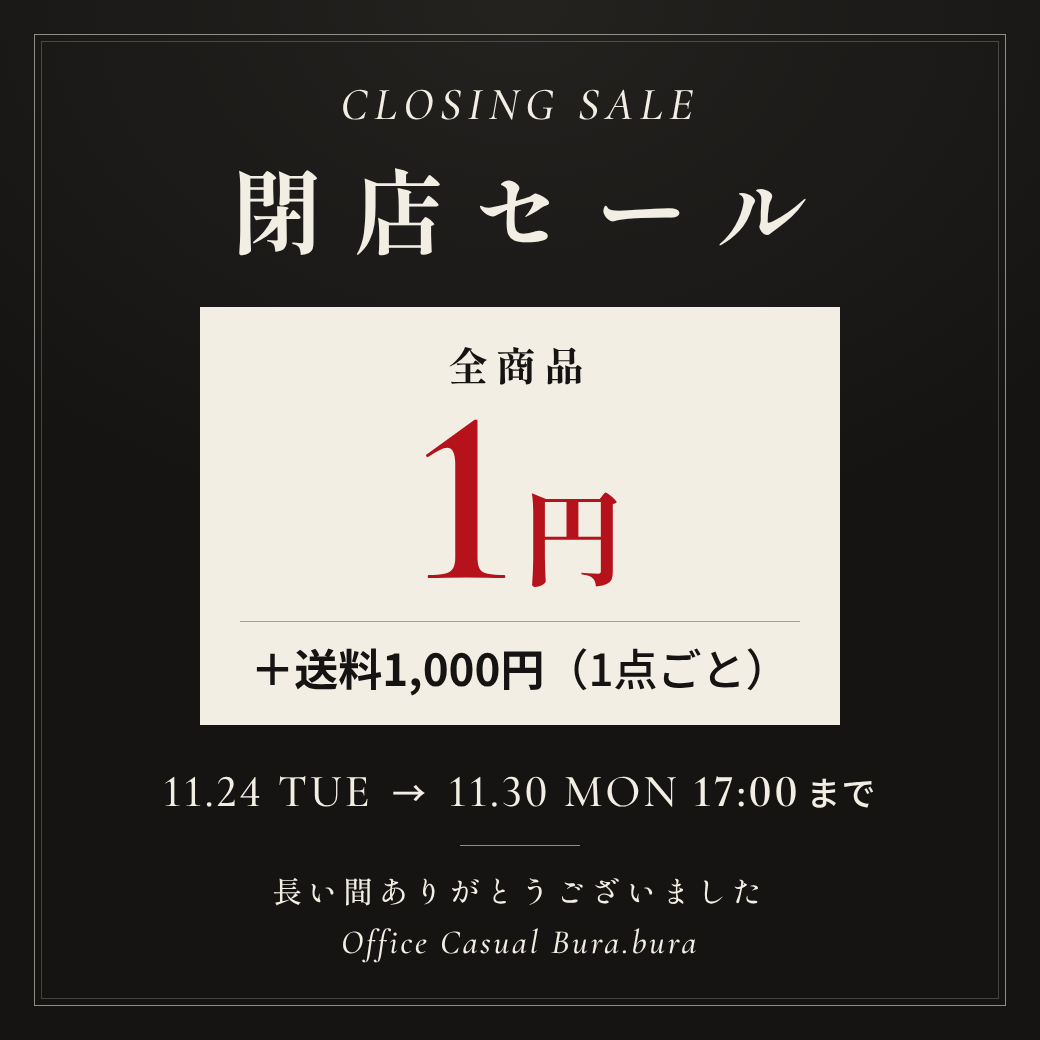 CLOSING SALE
閉店セール
全商品
1円
＋送料1,000円（1点ごと）
11.24 TUE → 11.30 MON 17:00 まで
長い間ありがとうございました
Office Casual Bura.bura